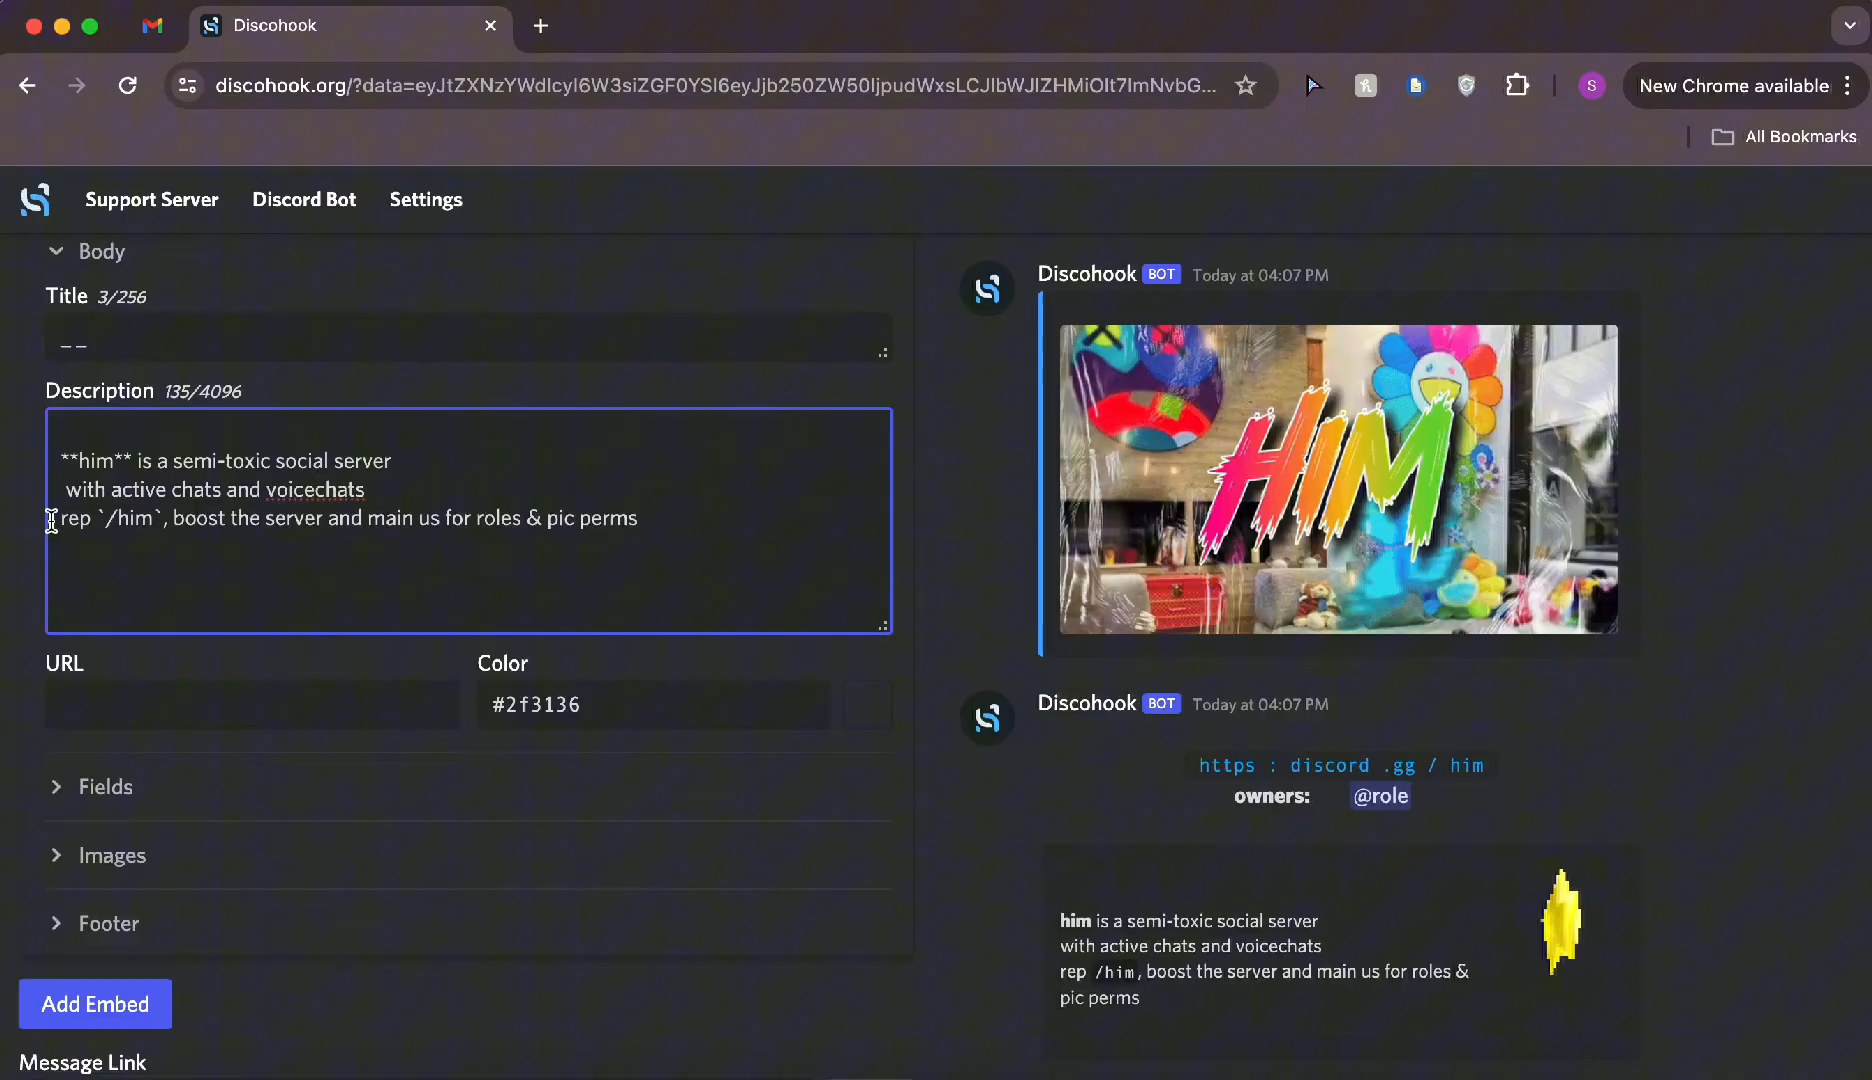 Discohook
discohook.org/?data=eyJtZXNzYWdlcyI6W3siZGF0YSI6eyJjb250ZW50IjpudWxsLCJlbWJlZHMiOlt7ImNvbG...
S
New Chrome available
All Bookmarks
Support Server
Discord Bot
Settings
Body
Title 3/256
_ _
Description 135/4096
**him** is a semi-toxic social server
with active chats and voicechats
rep `/him`, boost the server and main us for roles & pic perms
URL
Color
#2f3136
Fields
Images
Footer
Add Embed
Message Link
Discohook BOT Today at 04:07 PM
HIM
Discohook BOT Today at 04:07 PM
https : discord .gg / him
owners: @role
him is a semi-toxic social server
with active chats and voicechats
rep /him, boost the server and main us for roles &
pic perms